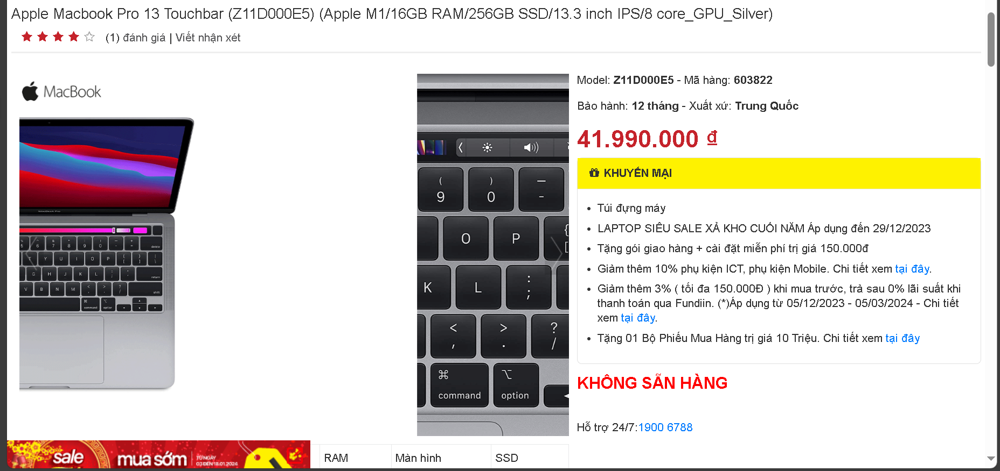 Apple Macbook Pro 13 Touchbar (Z11D000E5) (Apple M1/16GB RAM/256GB SSD/13.3 inch IPS/8 core_GPU_Silver)
(1) đánh giá | Viết nhận xét
MacBook
Model: Z11D000E5 - Mã hàng: 603822
Bảo hành: 12 tháng - Xuất xứ: Trung Quốc
41.990.000 ₫
KHUYẾN MẠI
Túi đựng máy
LAPTOP SIÊU SALE XẢ KHO CUỐI NĂM Áp dụng đến 29/12/2023
Tặng gói giao hàng + cài đặt miễn phí trị giá 150.000đ
Giảm thêm 10% phụ kiện ICT, phụ kiện Mobile. Chi tiết xem tại đây.
Giảm thêm 3% ( tối đa 150.000Đ ) khi mua trước, trả sau 0% lãi suất khi
thanh toán qua Fundiin. (*)Áp dụng từ 05/12/2023 - 05/03/2024 - Chi tiết
xem tại đây.
Tặng 01 Bộ Phiếu Mua Hàng trị giá 10 Triệu. Chi tiết xem tại đây
KHÔNG SẴN HÀNG
Hỗ trợ 24/7:1900 6788
( ) —
9 0 -
O P { [
K L : ;
< , > . ? /
⌘ ⌥
command option
sale mua sớm TỪ NGÀY
03 ĐẾN 18.01.2024
RAM Màn hình SSD